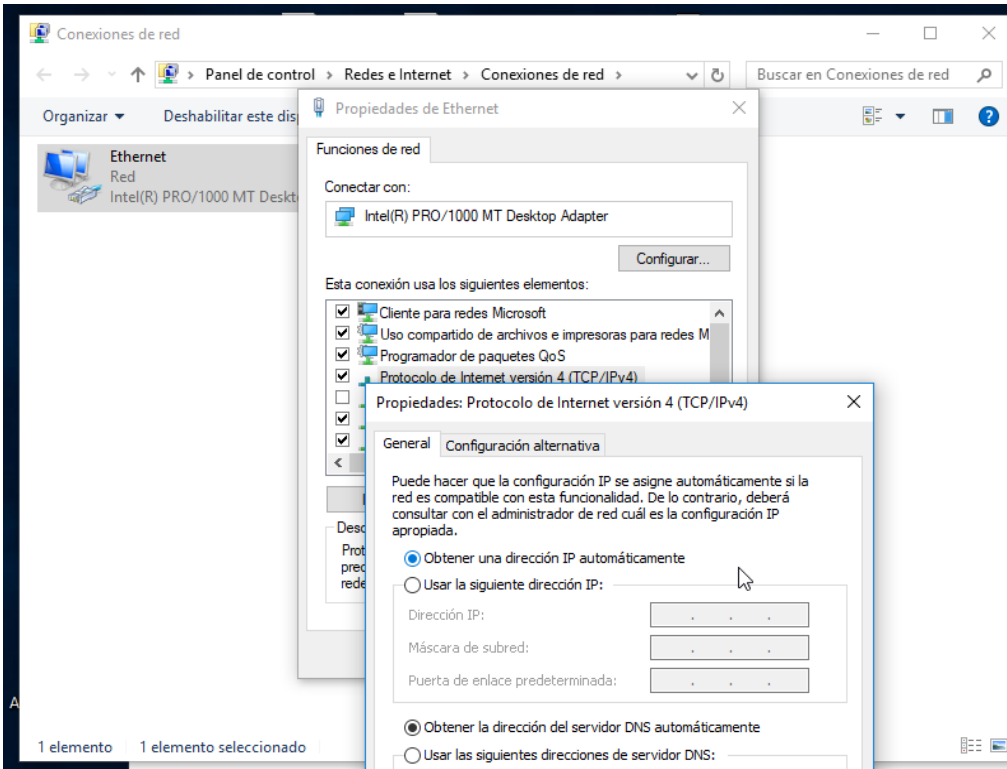 Conexiones de red
Panel de control > Redes e Internet > Conexiones de red >
Buscar en Conexiones de red
Organizar
Deshabilitar este dis
Ethernet
Red
Intel(R) PRO/1000 MT Deskt
Propiedades de Ethernet
Funciones de red
Conectar con:
Intel(R) PRO/1000 MT Desktop Adapter
Configurar...
Esta conexión usa los siguientes elementos:
Cliente para redes Microsoft
Uso compartido de archivos e impresoras para redes M
Programador de paquetes QoS
Protocolo de Internet versión 4 (TCP/IPv4)
Desc
Prot
prec
rede
Propiedades: Protocolo de Internet versión 4 (TCP/IPv4)
General
Configuración alternativa
Puede hacer que la configuración IP se asigne automáticamente si la
red es compatible con esta funcionalidad. De lo contrario, deberá
consultar con el administrador de red cuál es la configuración IP
apropiada.
Obtener una dirección IP automáticamente
Usar la siguiente dirección IP:
Dirección IP:
Máscara de subred:
Puerta de enlace predeterminada:
Obtener la dirección del servidor DNS automáticamente
Usar las siguientes direcciones de servidor DNS:
A
1 elemento
1 elemento seleccionado